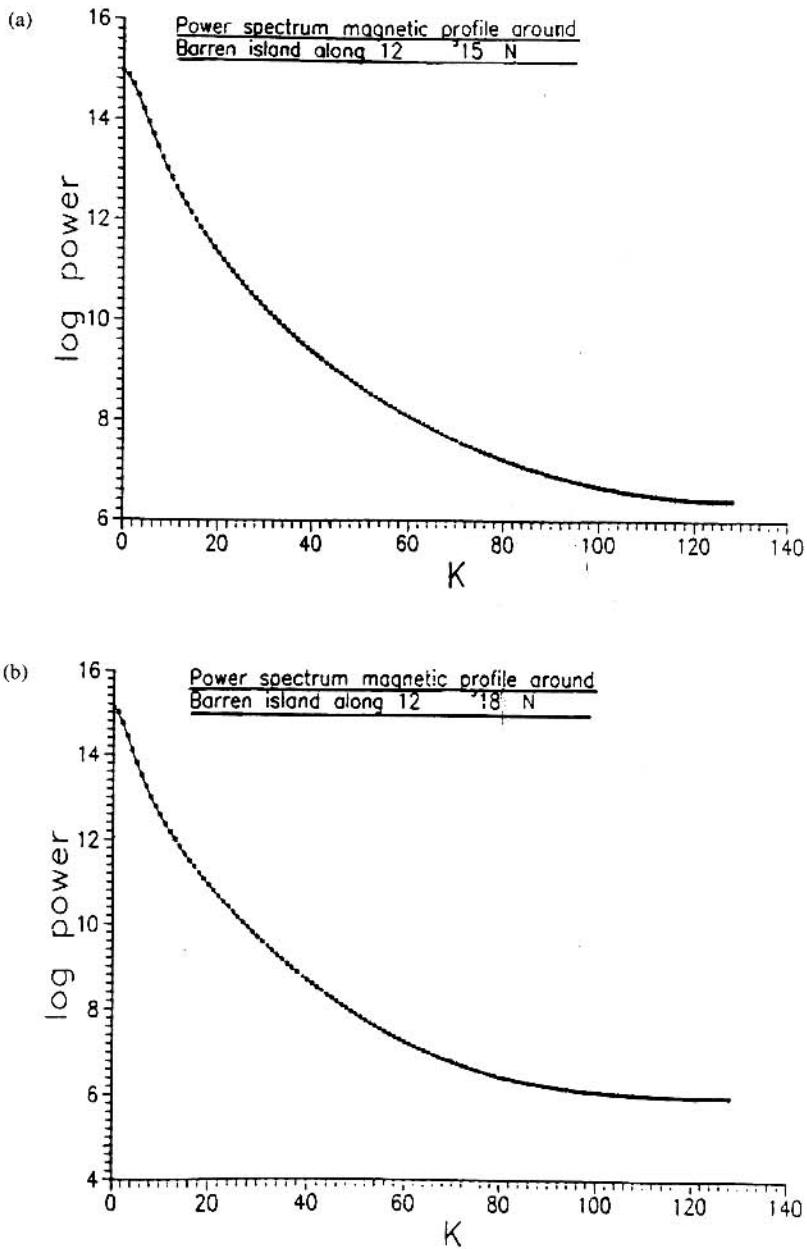 (a)
Power spectrum magnetic profile around
Barren island along 12 '15 N
16
14
12
10
8
6
log power
0 20 40 60 80 100 120 140
K
(b)
Power spectrum magnetic profile around
Barren island along 12 '18 N
16
14
12
10
8
6
4
log power
0 20 40 60 80 100 120 140
K